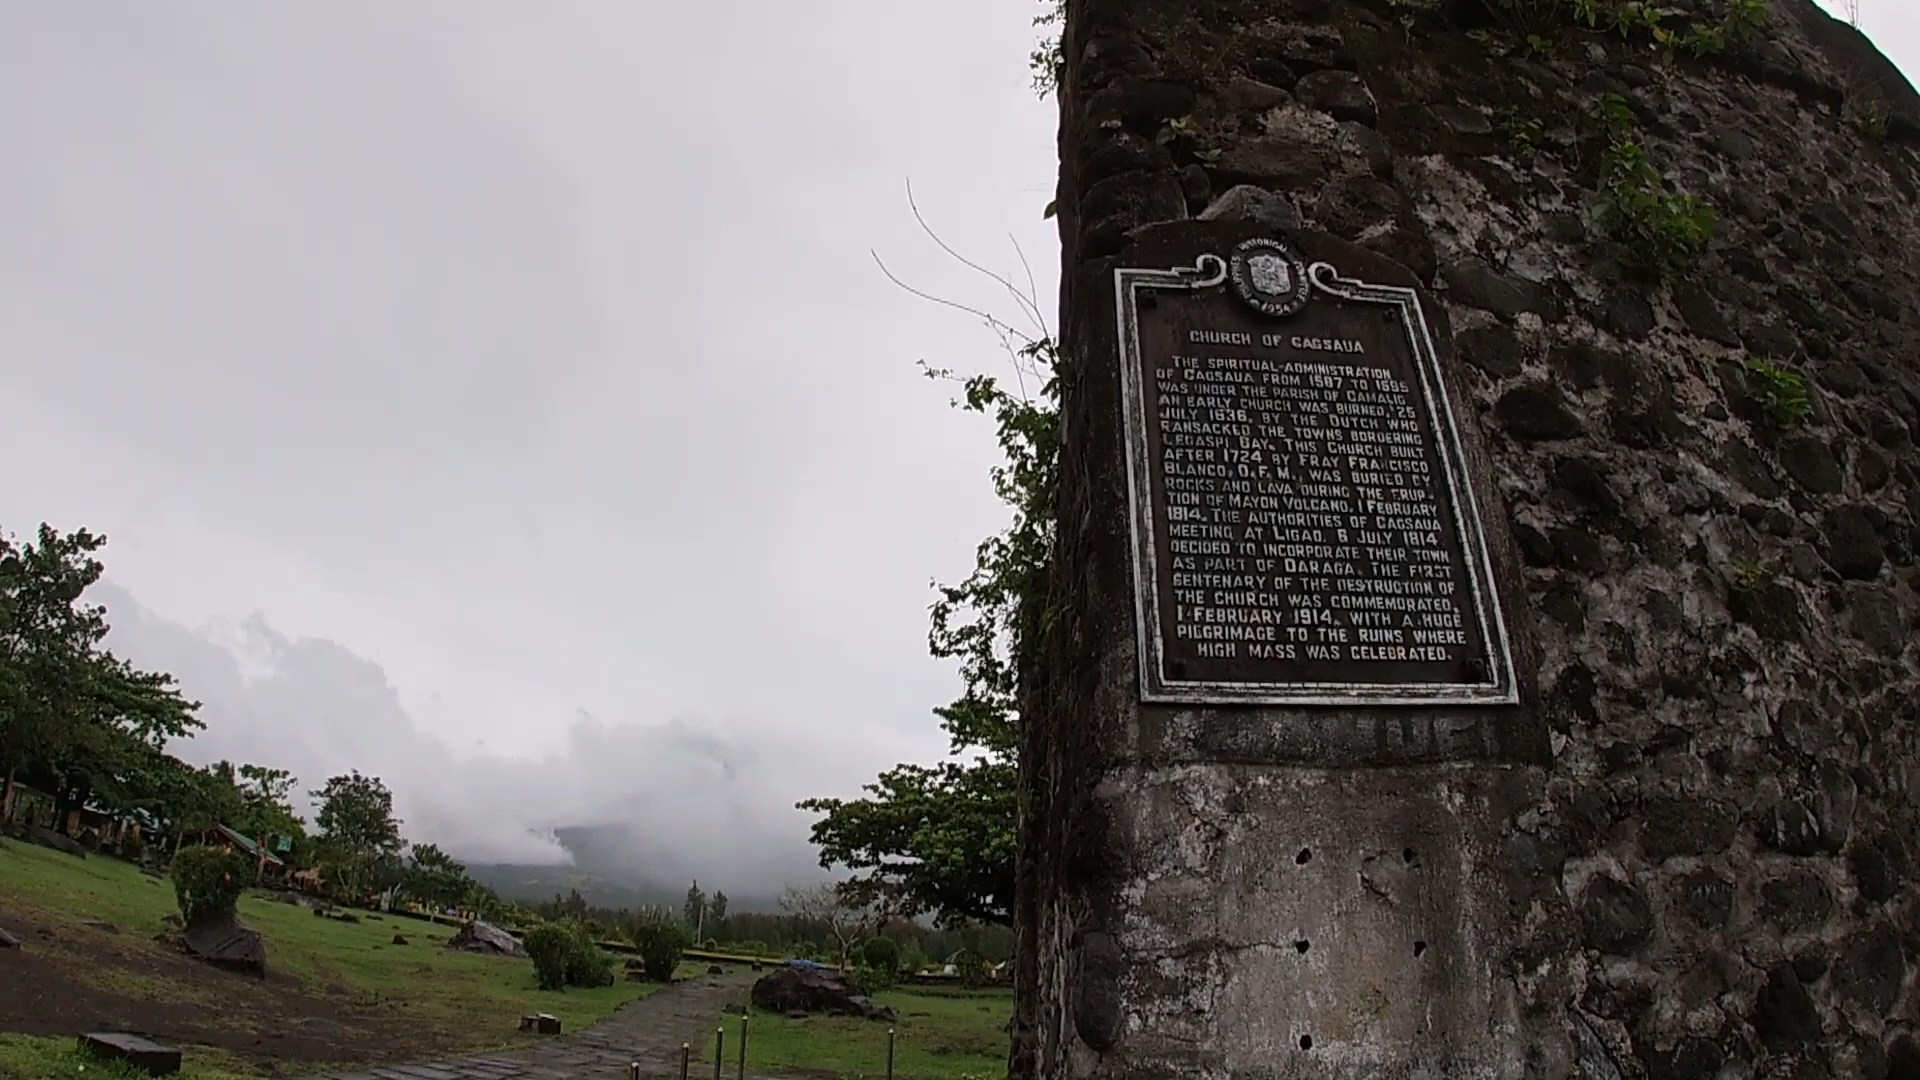 PHILIPPINES HISTORICAL COMMITTEE
1954
CHURCH OF CAGSAUA
THE SPIRITUAL ADMINISTRATION
OF CAGSAUA FROM 1587 TO 1595
WAS UNDER THE PARISH OF CAMALIG
AN EARLY CHURCH WAS BURNED, 25
JULY 1636, BY THE DUTCH WHO
RANSACKED THE TOWNS BORDERING
LEGASPI BAY. THIS CHURCH BUILT
AFTER 1724 BY FRAY FRANCISCO
BLANCO, O.F.M., WAS BURIED BY
ROCKS AND LAVA DURING THE ERUP-
TION OF MAYON VOLCANO, 1 FEBRUARY
1814. THE AUTHORITIES OF CAGSAUA
MEETING AT LIGAO, 6 JULY 1814
DECIDED TO INCORPORATE THEIR TOWN
AS PART OF DARAGA. THE FIRST
CENTENARY OF THE DESTRUCTION OF
THE CHURCH WAS COMMEMORATED,
1 FEBRUARY 1914, WITH A HUGE
PILGRIMAGE TO THE RUINS WHERE
HIGH MASS WAS CELEBRATED.